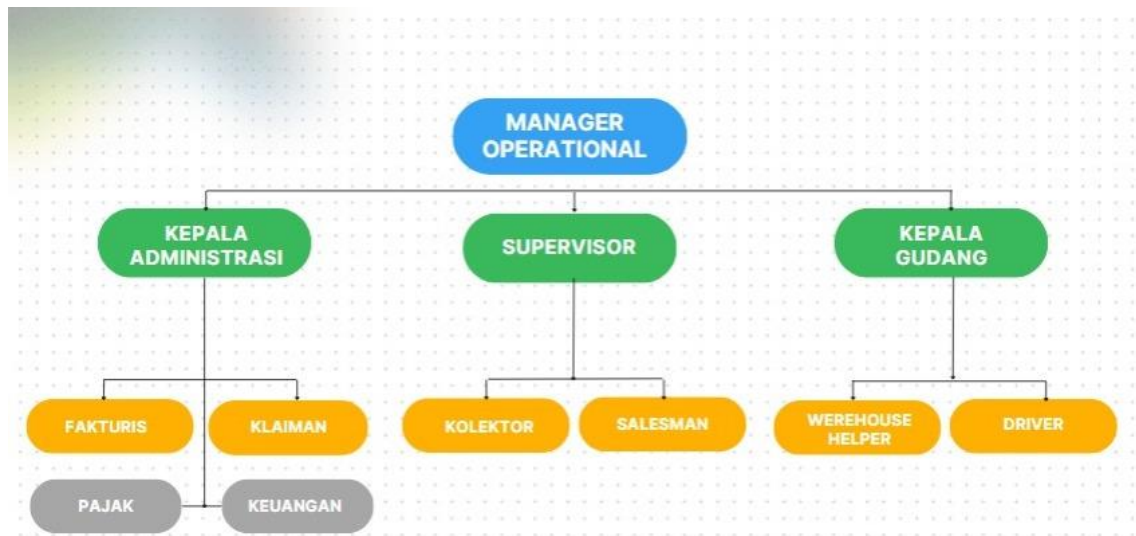 MANAGER
OPERATIONAL
KEPALA
ADMINISTRASI
SUPERVISOR
KEPALA
GUDANG
FAKTURIS
KLAIMAN
KOLEKTOR
SALESMAN
WEREHOUSE
HELPER
DRIVER
PAJAK
KEUANGAN